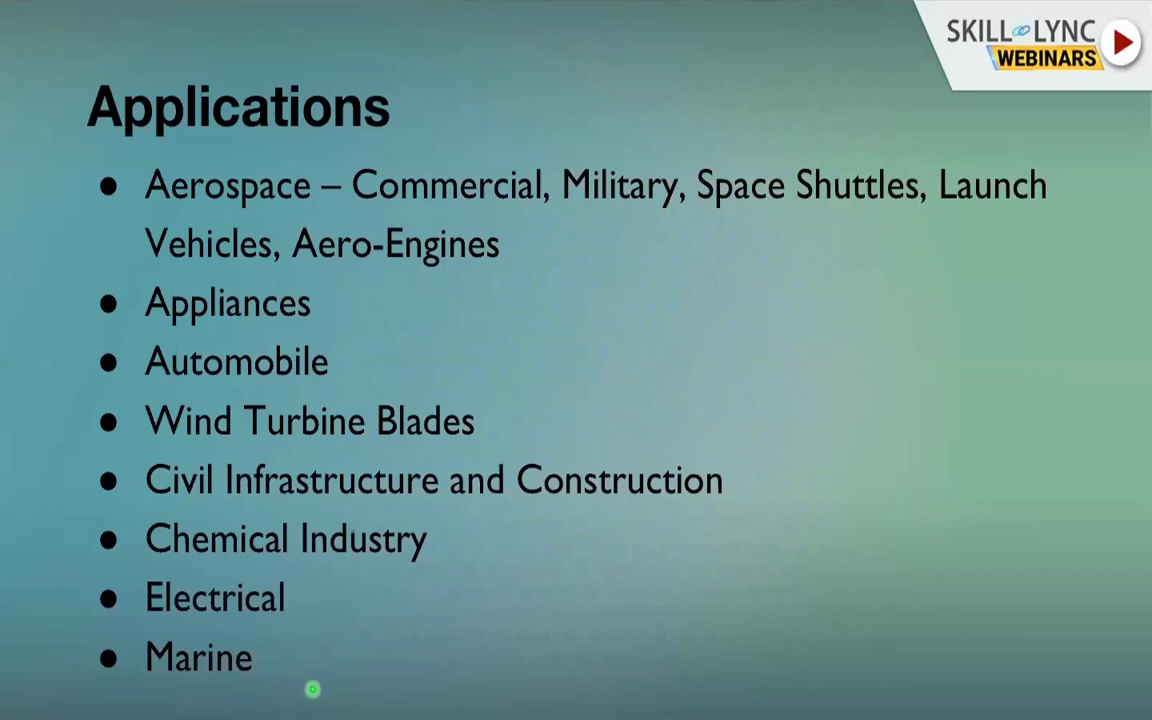 SKILL LYNC
WEBINARS
Applications
● Aerospace – Commercial, Military, Space Shuttles, Launch
Vehicles, Aero-Engines
● Appliances
● Automobile
● Wind Turbine Blades
● Civil Infrastructure and Construction
● Chemical Industry
● Electrical
● Marine